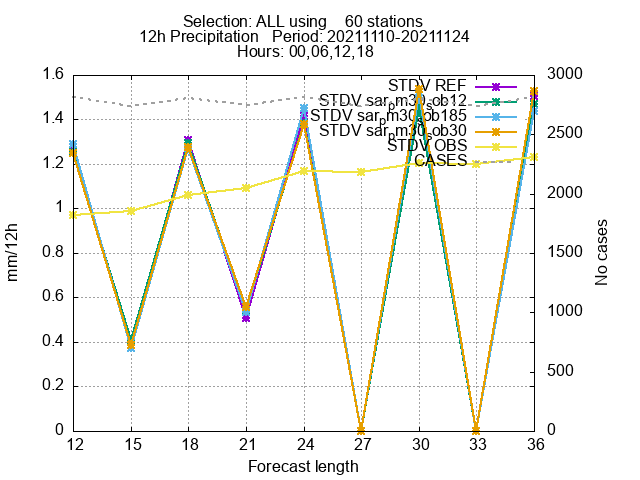 Selection: ALL using    60 stations
12h Precipitation   Period: 20211110-20211124
Hours: 00,06,12,18
STDV REF
STDV sar_pm30_sob12
STDV sar_pm30_sob185
STDV sar_pm30_sob30
STDV OBS
CASES
1.6
1.4
1.2
1
0.8
0.6
0.4
0.2
0
mm/12h
3000
2500
2000
1500
1000
500
0
No cases
12 15 18 21 24 27 30 33 36
Forecast length